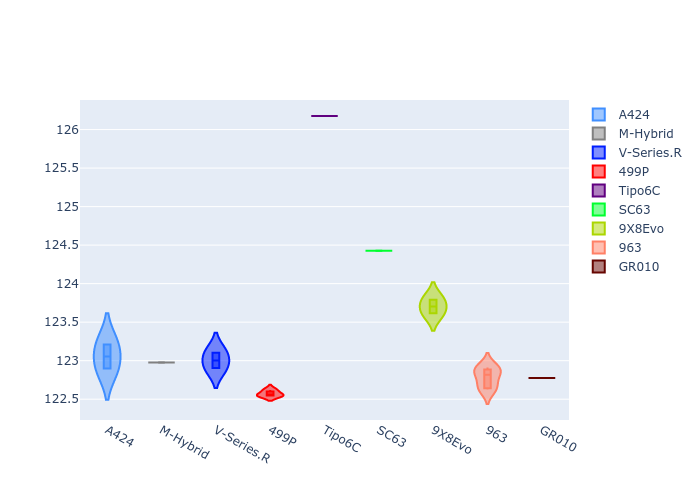 126
125.5
125
124.5
124
123.5
123
122.5
A424
M-Hybrid
V-Series.R
499P
Tipo6C
SC63
9X8Evo
963
GR010
A424
M-Hybrid
V-Series.R
499P
Tipo6C
SC63
9X8Evo
963
GR010